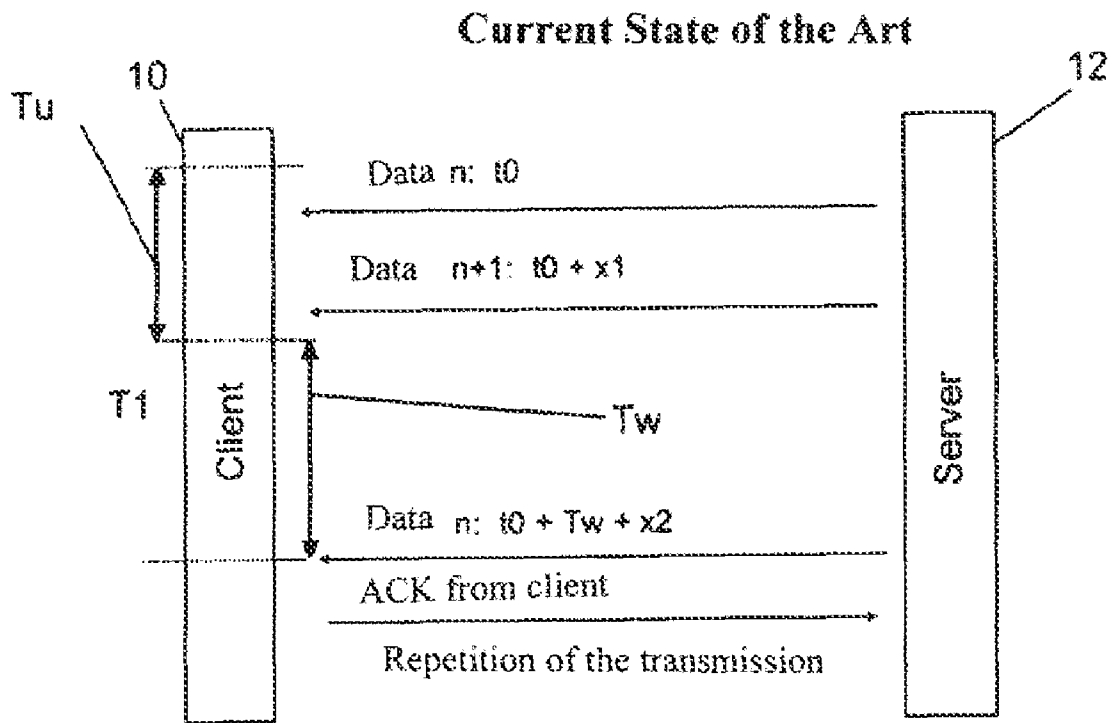 Current State of the Art
10
12
Tu
Data n: t0
Data n+1: t0 + x1
T1
Client
Tw
Server
Data n: t0 + Tw + x2
ACK from client
Repetition of the transmission